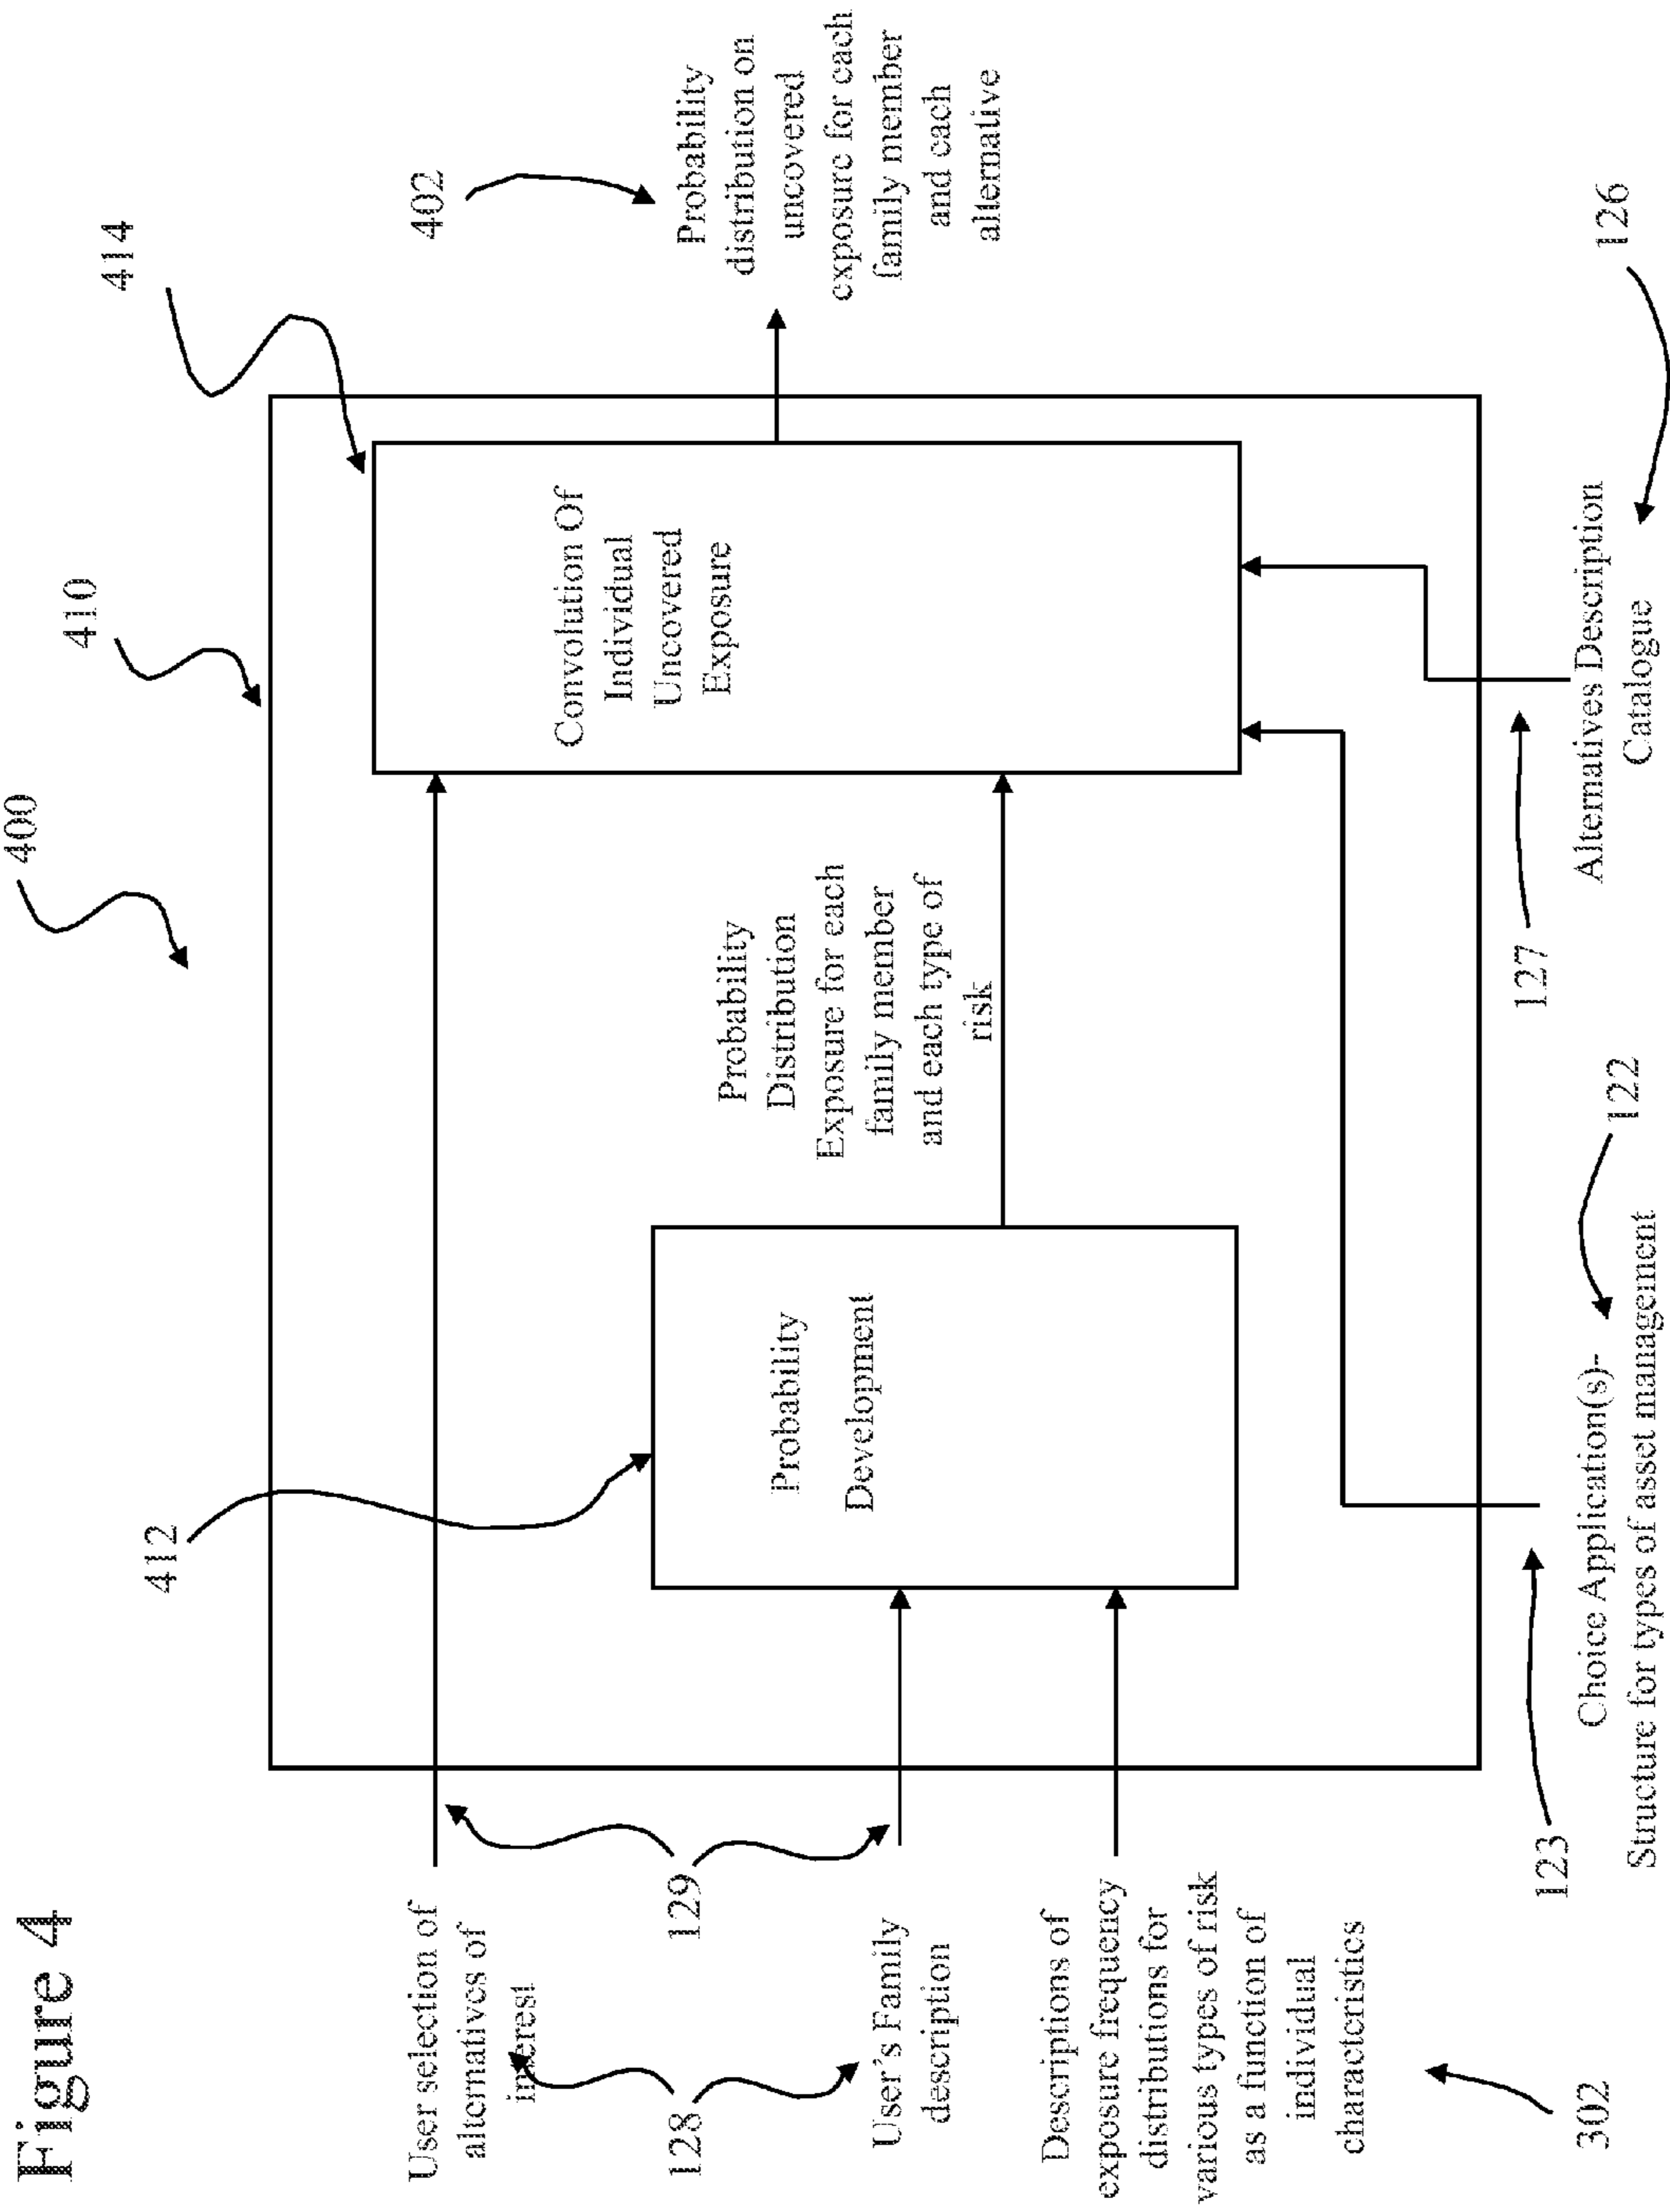 Figure 4
400
410
414
412
402
User selection of
alternatives of
interest
129
128
User's Family
description
Descriptions of
exposure frequency
distributions for
various types of risk
as a function of
individual
characteristics
302
Probability
Development
Probability
Distribution
Exposure for each
family member
and each type of
risk
Convolution Of
Individual
Uncovered
Exposure
Probability
distribution on
uncovered
exposure for each
family member
and each
alternative
123
Choice Application(s)-
Structure for types of asset management
122
127
Alternatives Description
Catalogue
126